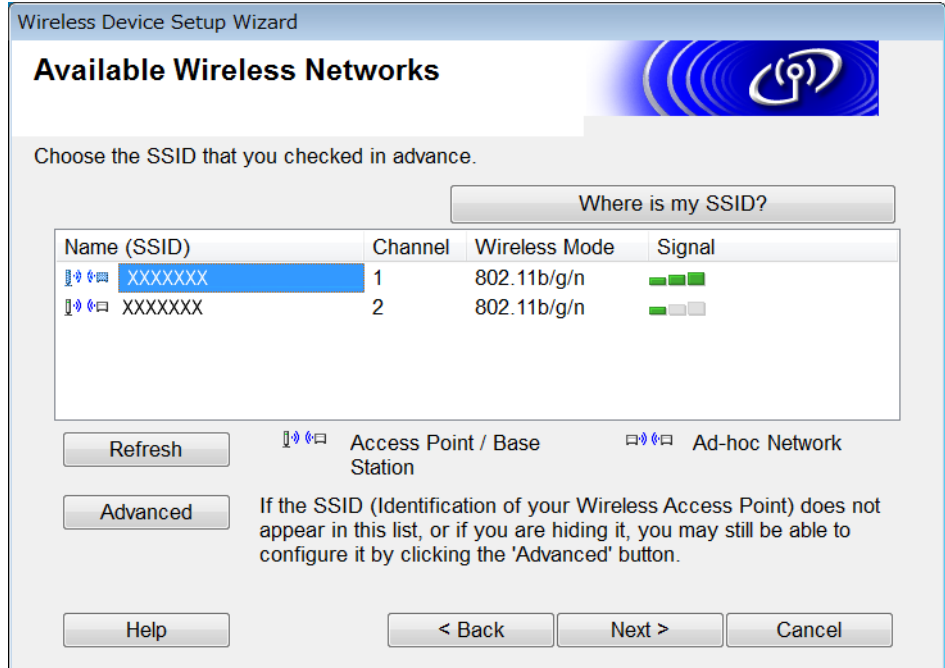 Wireless Device Setup Wizard
Available Wireless Networks
Choose the SSID that you checked in advance.
Where is my SSID?
Name (SSID) Channel Wireless Mode Signal
XXXXXXX 1 802.11b/g/n
XXXXXXX 2 802.11b/g/n
Refresh
Access Point / Base
Station
Ad-hoc Network
Advanced
If the SSID (Identification of your Wireless Access Point) does not
appear in this list, or if you are hiding it, you may still be able to
configure it by clicking the 'Advanced' button.
Help < Back Next > Cancel